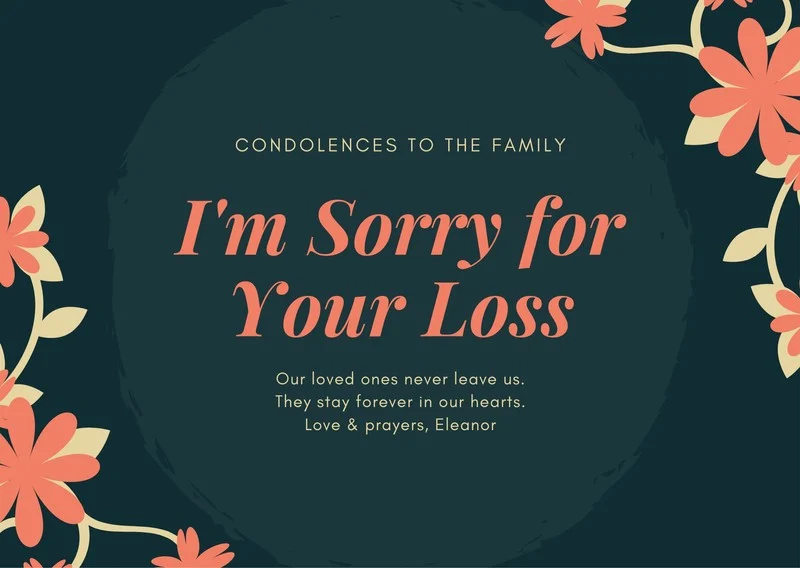 CONDOLENCES TO THE FAMILY
I'm Sorry for
Your Loss
Our loved ones never leave us.
They stay forever in our hearts.
Love & prayers, Eleanor